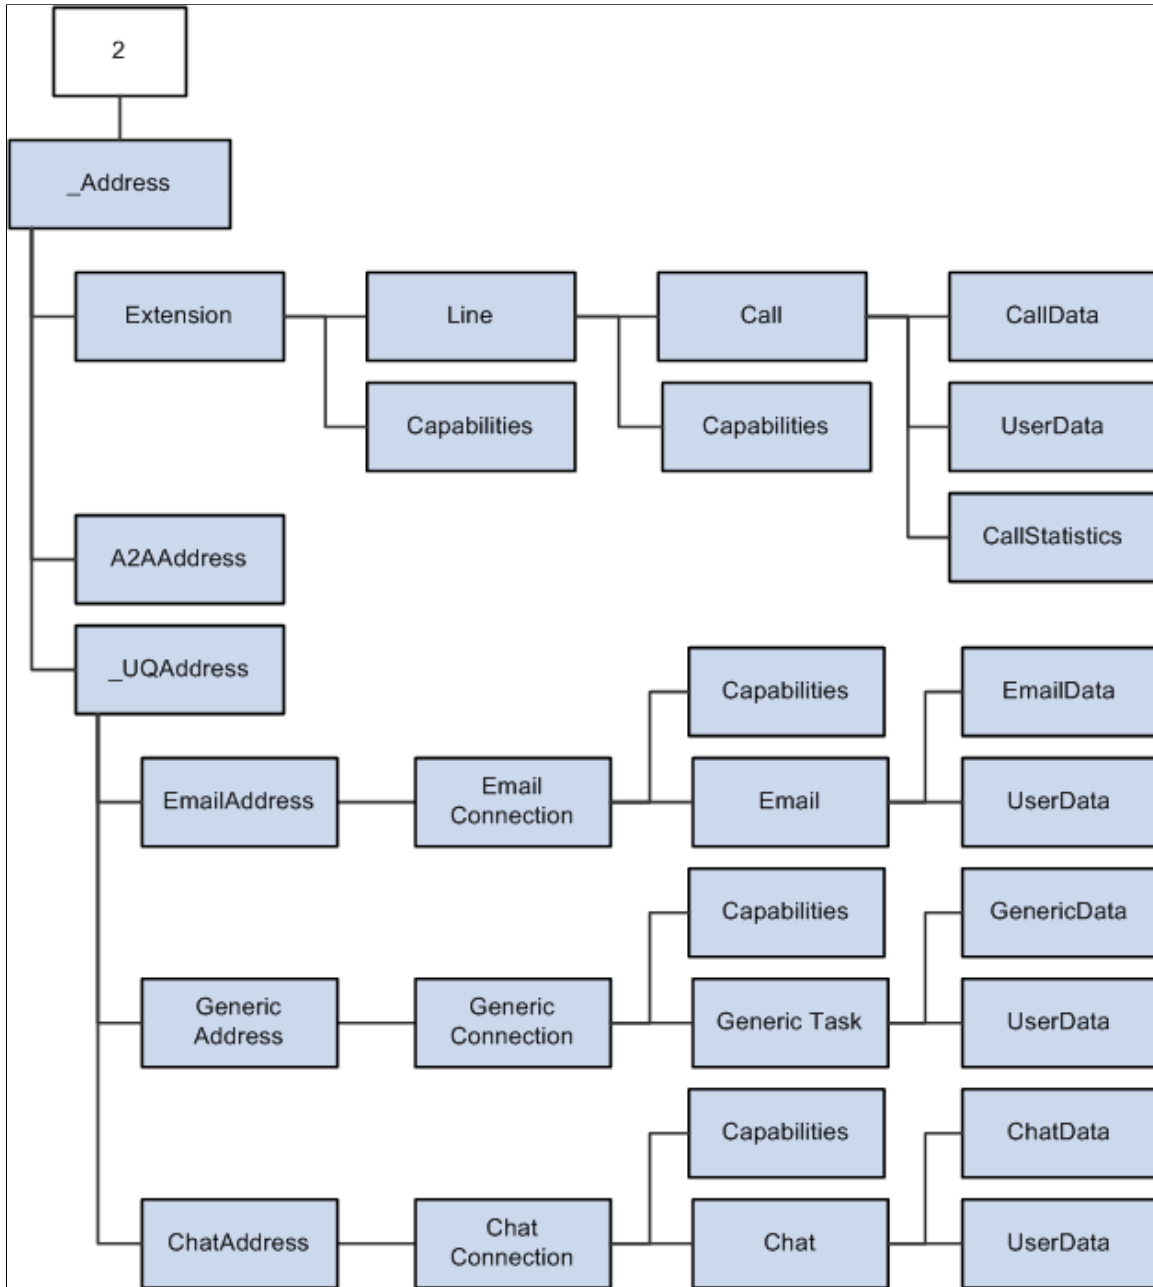 2
_Address
Extension
Line
Call
CallData
Capabilities
Capabilities
UserData
CallStatistics
A2AAddress
_UQAddress
Capabilities
EmailData
EmailAddress
Email
Connection
Email
UserData
Capabilities
GenericData
Generic
Address
Generic
Connection
Generic Task
UserData
Capabilities
ChatData
ChatAddress
Chat
Connection
Chat
UserData